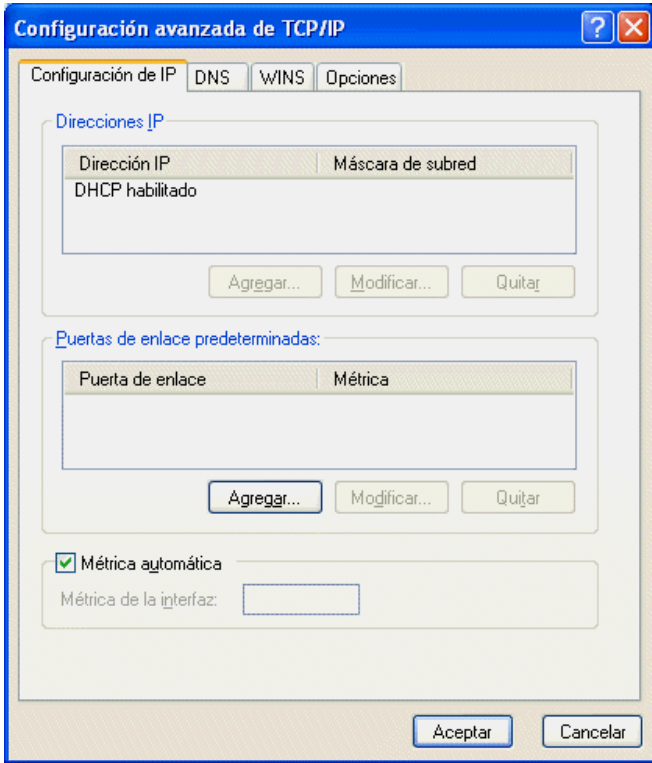 Configuración avanzada de TCP/IP
Configuración de IP DNS WINS Opciones
Direcciones IP
Dirección IP Máscara de subred
DHCP habilitado
Agregar... Modificar... Quitar
Puertas de enlace predeterminadas:
Puerta de enlace Métrica
Agregar... Modificar... Quitar
Métrica automática
Métrica de la interfaz:
Aceptar Cancelar